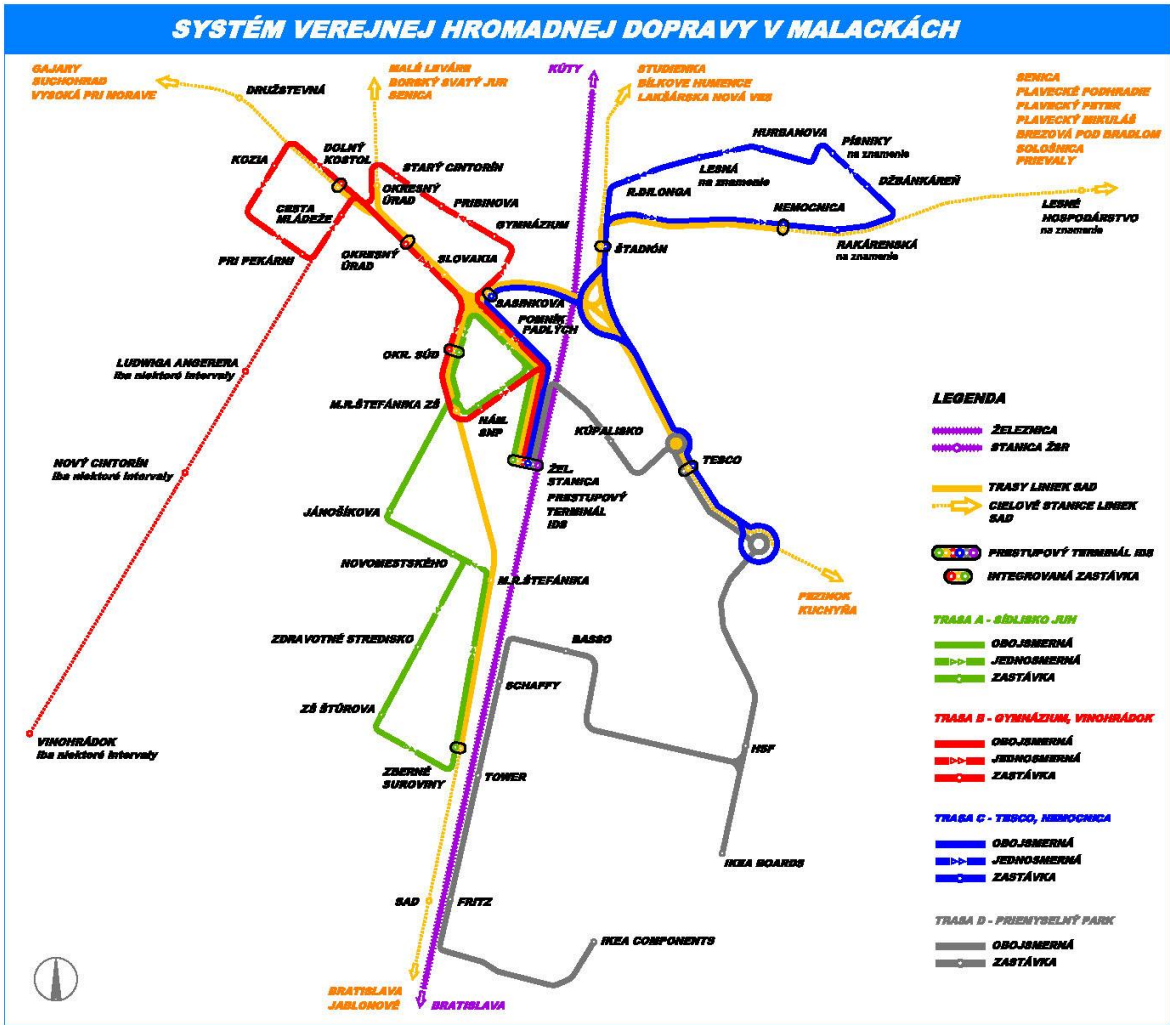 SYSTÉM VEREJNEJ HROMADNEJ DOPRAVY V MALACKÁCH
GAJARY
SUCHOHRAD
VYSOKÁ PRI MORAVE
DRUŽSTEVNÁ
MALÉ LEVÁRE
BORSKÝ SVATÝ JUR
SENICA
KÚTY
STUDIENKA
BÍLKOVE HUMENCE
LAKŠÁRSKA NOVÁ VES
SENICA
PLAVECKÉ PODHRADIE
PLAVECKÝ PETER
PLAVECKÝ MIKULÁŠ
BREZOVÁ POD BRADLOM
SOLOŠNICA
PRIEVALY
KOZIA
DOLNÝ
KOSTOL
STARÝ CINTORÍN
OKRESNÝ
ÚRAD
PRIBINOVA
GYMNÁZIUM
CESTA
MLÁDEŽE
PRI PEKÁRNI
OKRESNÝ
ÚRAD
SLOVAKIA
HURBANOVA
PÍSNIKY
na znamenie
LESNÁ
na znamenie
DŽBÁNKÁREŇ
R.DR.LONGA
NEMOCNICA
ŠTADIÓN
RAKÁRENSKÁ
na znamenie
LESNÉ
HOSPODÁRSTVO
na znamenie
SASINKOVA
POMNÍK
PADLÝCH
OKR. SÚD
LUDWIGA ANGERERA
iba niektoré intervaly
M.R.ŠTEFÁNIKA ZŠ
NÁM.
SNP
KÚPALISKO
TESCO
NOVÝ CINTORÍN
iba niektoré intervaly
ŽEL.
STANICA
PRESTUPOVÝ
TERMINÁL
IDS
JÁNOŠÍKOVA
NOVOMESTSKÉHO
M.R.ŠTEFÁNIKA
PEZINOK
KUCHYŇA
ZDRAVOTNÉ STREDISKO
BASSO
SCHAFFY
ZŠ ŠTÚROVA
VINOHRÁDOK
iba niektoré intervaly
ZBERNÉ
SUROVINY
TOWER
HSF
IKEA BOARDS
SAD
FRITZ
IKEA COMPONENTS
BRATISLAVA
JABLONOVÉ
BRATISLAVA
LEGENDA
ŽELEZNICA
STANICA ŽSR
TRASY LINIEK SAD
CIELOVÉ STANICE LINIEK
SAD
PRESTUPOVÝ TERMINÁL IDS
INTEGROVANÁ ZASTÁVKA
TRASA A - SÍDLISKO JUH
OBOJSMERNÁ
JEDNOSMERNÁ
ZASTÁVKA
TRASA B - GYMNÁZIUM, VINOHRÁDOK
OBOJSMERNÁ
JEDNOSMERNÁ
ZASTÁVKA
TRASA C - TESCO, NEMOCNICA
OBOJSMERNÁ
JEDNOSMERNÁ
ZASTÁVKA
TRASA D - PRIEMYSELNÝ PARK
OBOJSMERNÁ
ZASTÁVKA